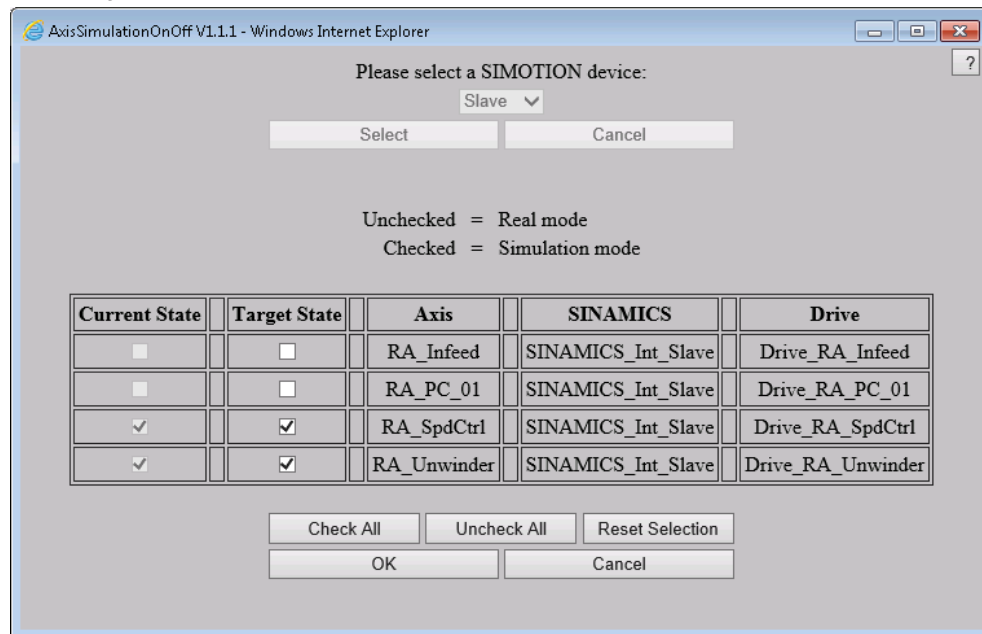 AxisSimulationOnOff V1.1.1 - Windows Internet Explorer
?
Please select a SIMOTION device:
Slave
Select Cancel
Unchecked = Real mode
Checked = Simulation mode
Current State Target State Axis SINAMICS Drive
RA_Infeed SINAMICS_Int_Slave Drive_RA_Infeed
RA_PC_01 SINAMICS_Int_Slave Drive_RA_PC_01
RA_SpdCtrl SINAMICS_Int_Slave Drive_RA_SpdCtrl
RA_Unwinder SINAMICS_Int_Slave Drive_RA_Unwinder
Check All Uncheck All Reset Selection
OK Cancel